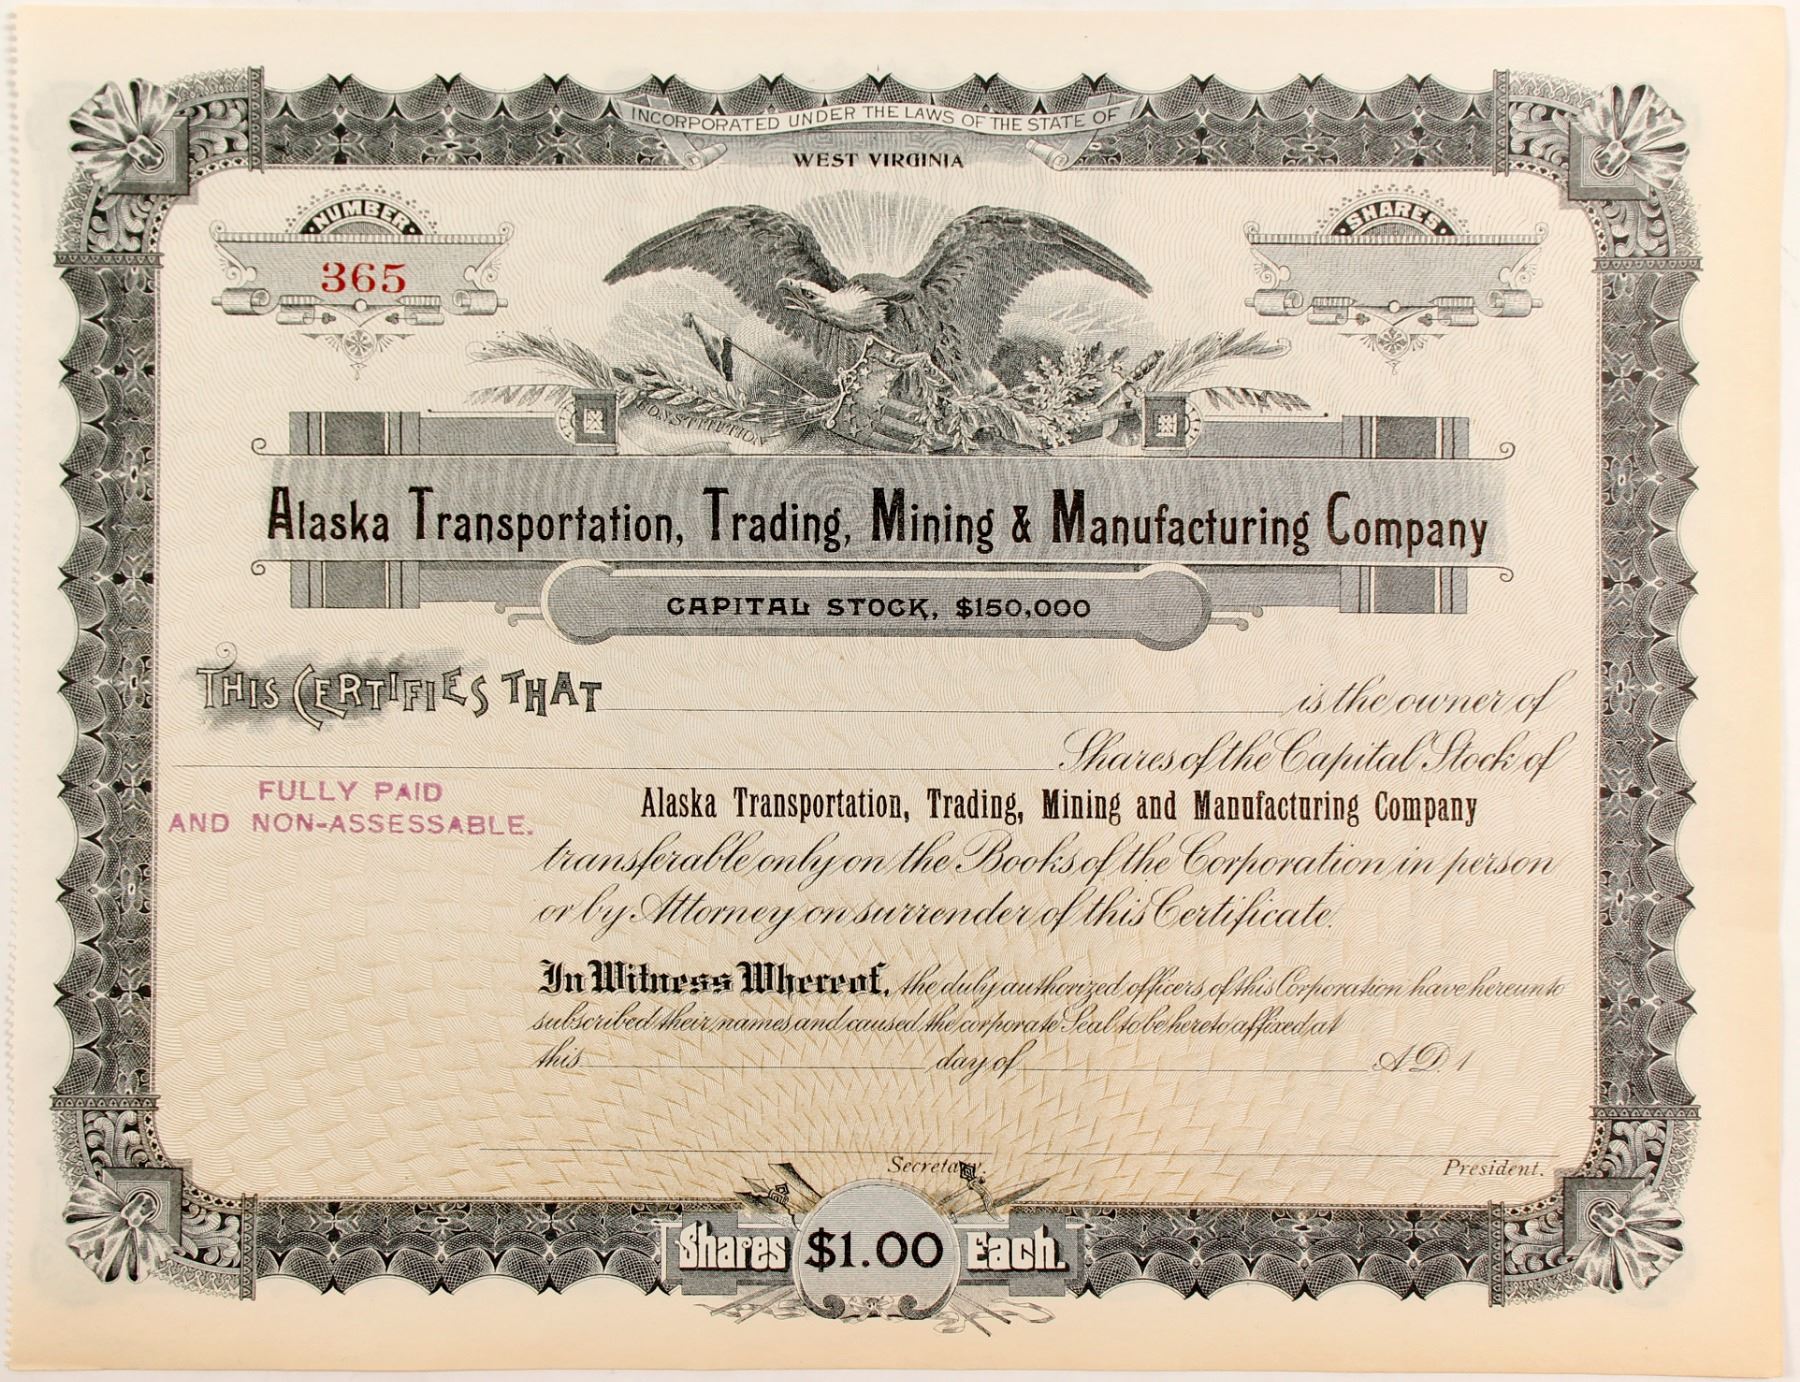 INCORPORATED UNDER THE LAWS OF THE STATE OF
WEST VIRGINIA
NUMBER
365
SHARES
CONSTITUTION
Alaska Transportation, Trading, Mining & Manufacturing Company
CAPITAL STOCK, $150,000
THIS CERTIFIES THAT is the owner of
Shares of the Capital Stock of
FULLY PAID
AND NON-ASSESSABLE.
Alaska Transportation, Trading, Mining and Manufacturing Company
transferable only on the Books of the Corporation in person
or by Attorney on surrender of this Certificate.
In Witness Whereof, the duly authorized officers of this Corporation have hereunto
subscribed their names and caused the corporate Seal to be hereto affixed at
this day of A.D. 1
Secretary. President.
Shares $1.00 Each.